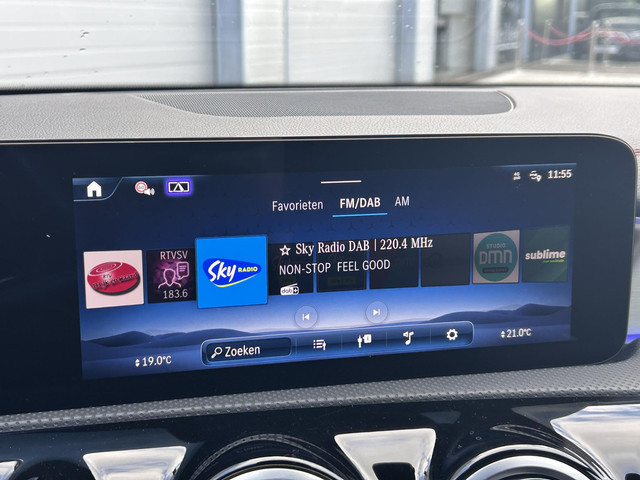 11:55
Favorieten FM/DAB AM
RTVSV
183.6
Sky RADIO
Sky Radio DAB | 220.4 MHz
NON-STOP FEEL GOOD
dab+
STUDIO
DMN
sublime
19.0°C
Zoeken
21.0°C